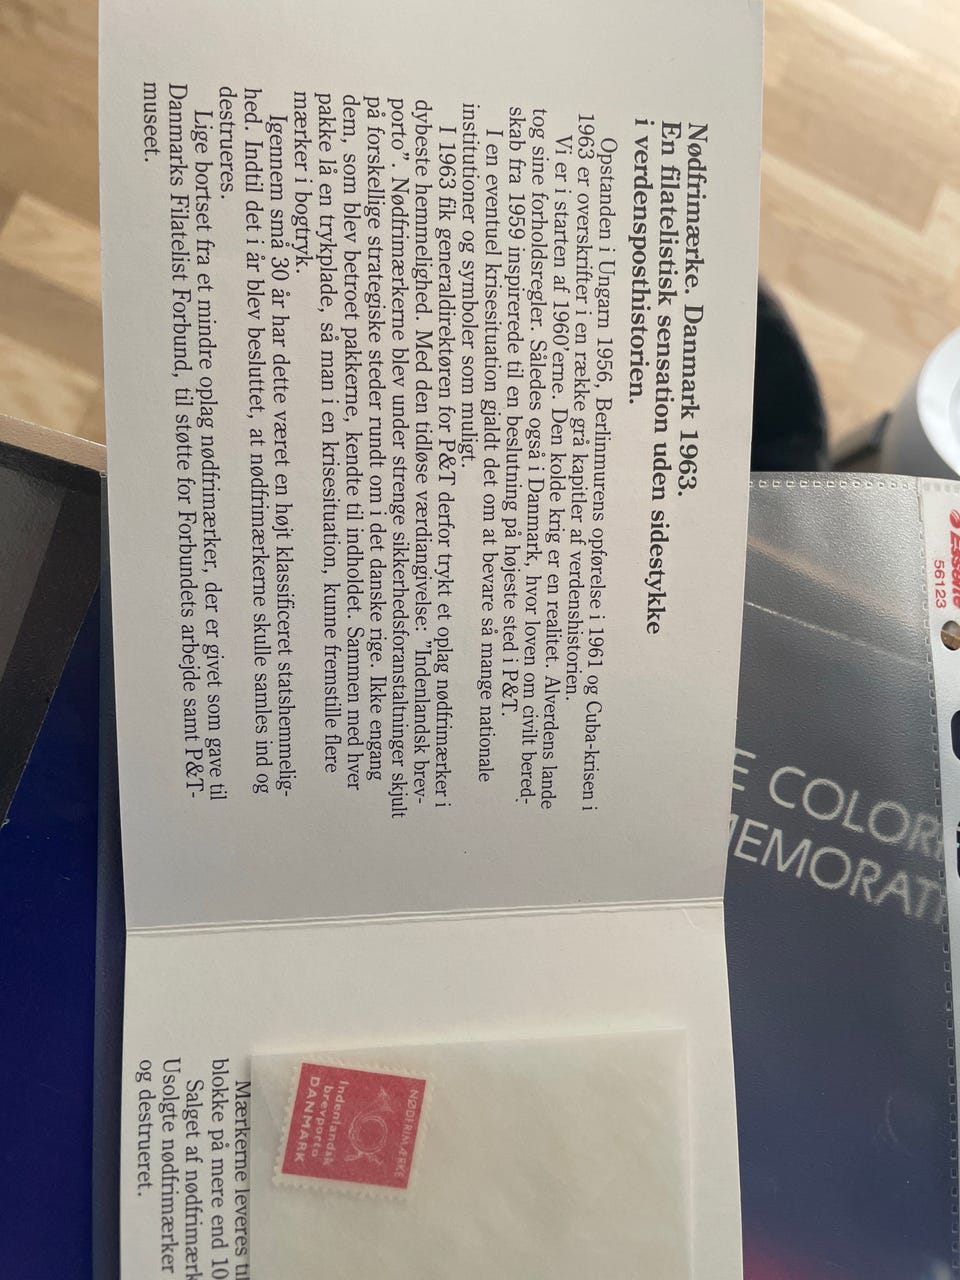 Nødfrimærke. Danmark 1963.
En filatelistisk sensation uden sidestykke
i verdensposthistorien.
Opstanden i Ungarn 1956, Berlinmurens opførelse i 1961 og Cuba-krisen i
1963 er overskrifter i en række grå kapitler af verdenshistorien.
Vi er i starten af 1960'erne. Den kolde krig er en realitet. Alverdens lande
tog sine forholdsregler. Således også i Danmark, hvor loven om civilt bered-
skab fra 1959 inspirerede til en beslutning på højeste sted i P&T.
I en eventuel krisesituation gjaldt det om at bevare så mange nationale
institutioner og symboler som muligt.
I 1963 fik generaldirektøren for P&T derfor trykt et oplag nødfrimærker i
dybeste hemmelighed. Med den tidløse værdiangivelse: "Indenlandsk brev-
porto". Nødfrimærkerne blev under strenge sikkerhedsforanstaltninger skjult
på forskellige strategiske steder rundt om i det danske rige. Ikke engang
dem, som blev betroet pakkerne, kendte til indholdet. Sammen med hver
pakke lå en trykplade, så man i en krisesituation, kunne fremstille flere
mærker i bogtryk.
Igennem små 30 år har dette været en højt klassificeret statshemmelig-
hed. Indtil det i år blev besluttet, at nødfrimærkerne skulle samles ind og
destrueres.
Lige bortset fra et mindre oplag nødfrimærker, der er givet som gave til
Danmarks Filatelist Forbund, til støtte for Forbundets arbejde samt P&T-
museet.
NØDFRIMÆRKE
Indenlandsk
brevporto
DANMARK
Mærkerne leveres
blokke på mere end 10
Salget af
Usolgte nødfrimærker
og destrueret.
Esselte
56123
COLOR